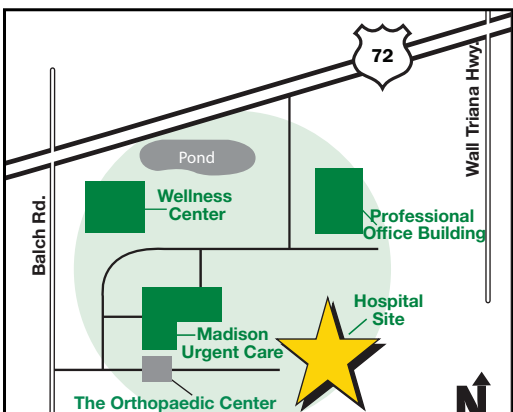 72
Wall Triana Hwy.
Pond
Wellness
Center
Balch Rd.
Professional
Office Building
Hospital
Site
Madison
Urgent Care
The Orthopaedic Center
N